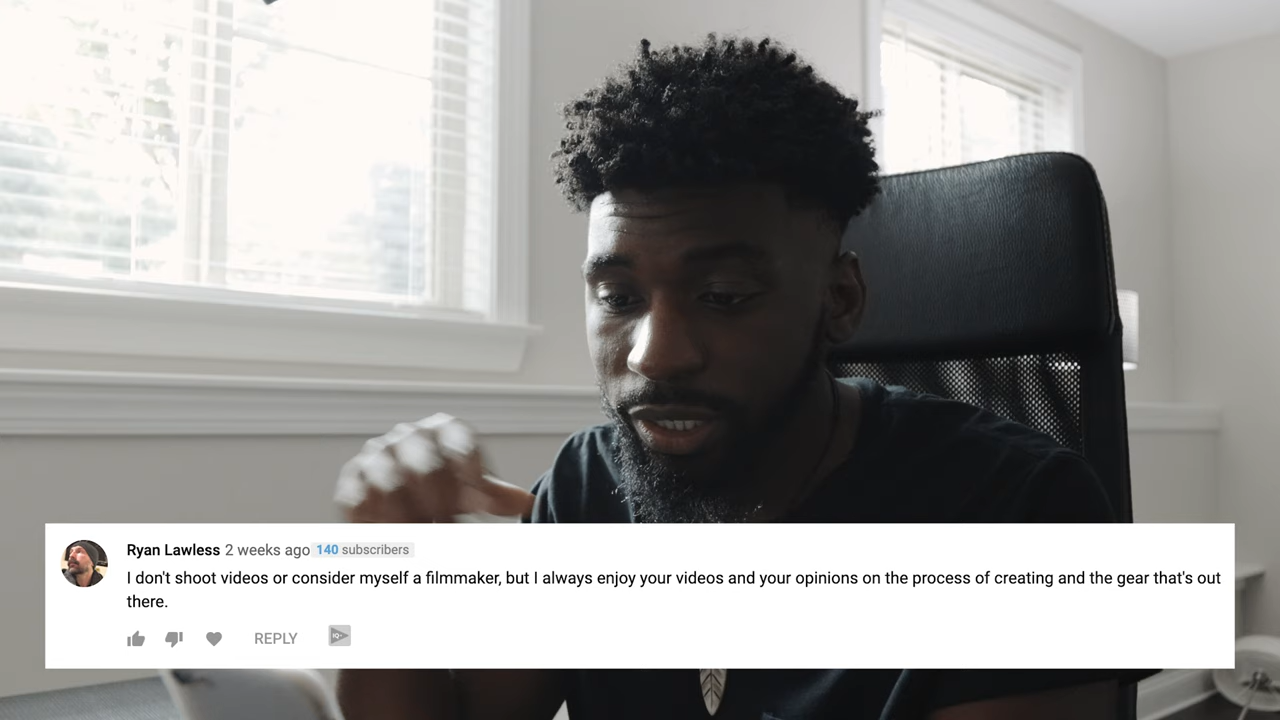 Ryan Lawless 2 weeks ago 140 subscribers
I don't shoot videos or consider myself a filmmaker, but I always enjoy your videos and your opinions on the process of creating and the gear that's out
there.
REPLY